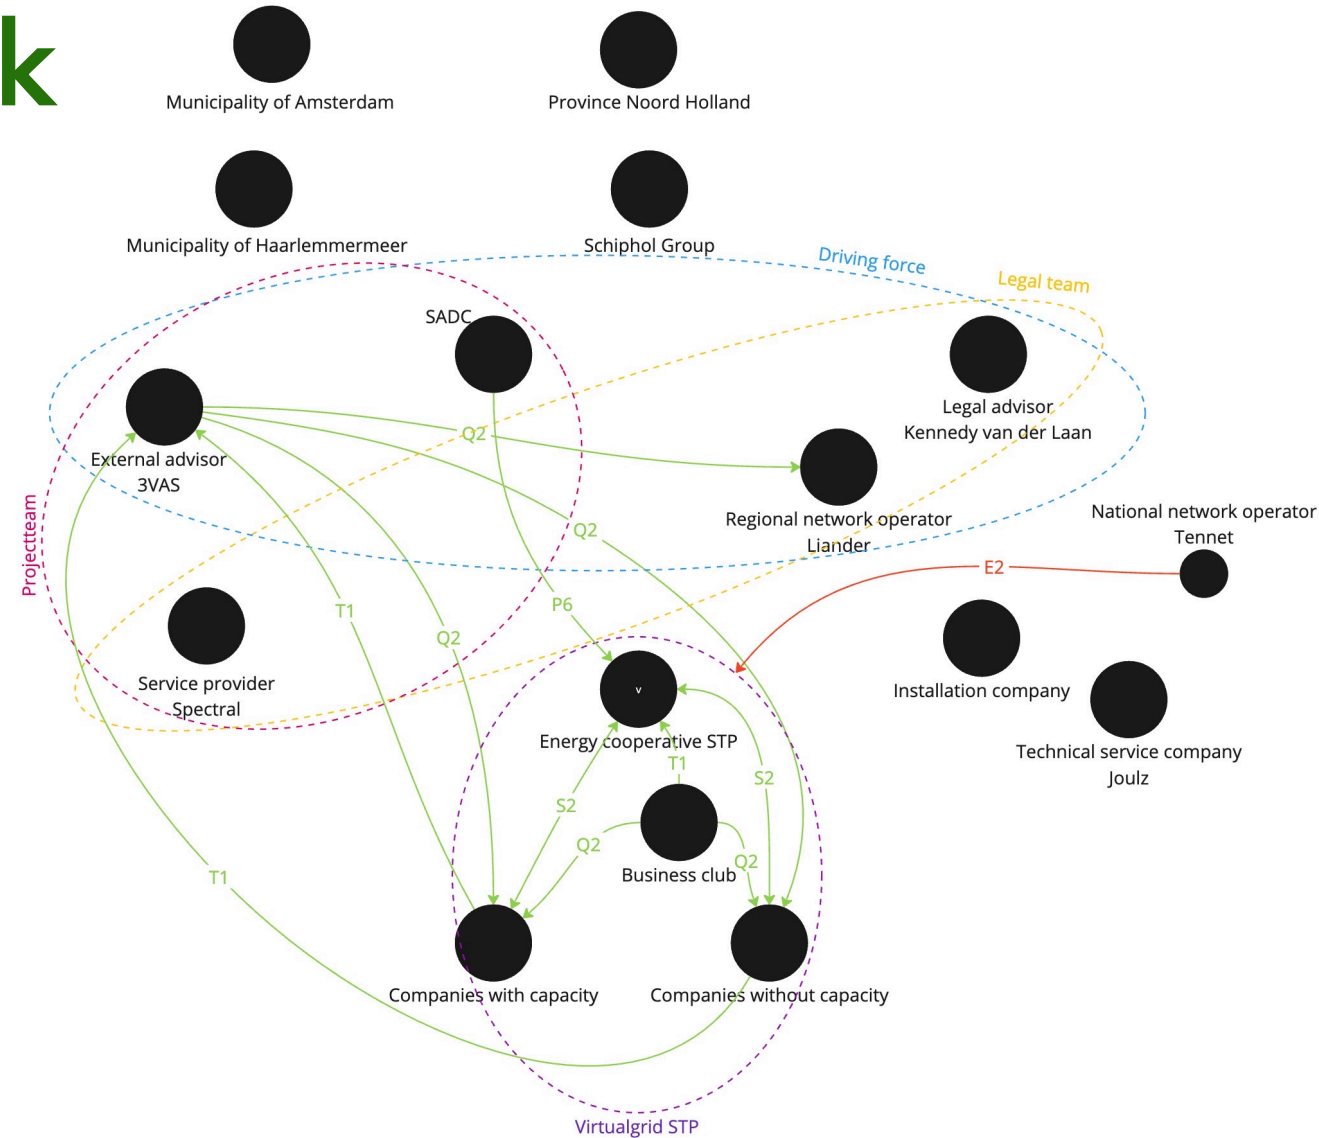 k
Municipality of Amsterdam
Province Noord Holland
Municipality of Haarlemmermeer
Schiphol Group
Driving force
Legal team
SADC
Legal advisor
Kennedy van der Laan
Q2
External advisor
3VAS
Projectteam
Regional network operator
Liander
National network operator
Tennet
Q2
E2
P6
T1
Q2
Service provider
Spectral
v
Installation company
Energy cooperative STP
Technical service company
Joulz
T1
S2
S2
Q2
Q2
Business club
T1
Companies with capacity
Companies without capacity
Virtualgrid STP